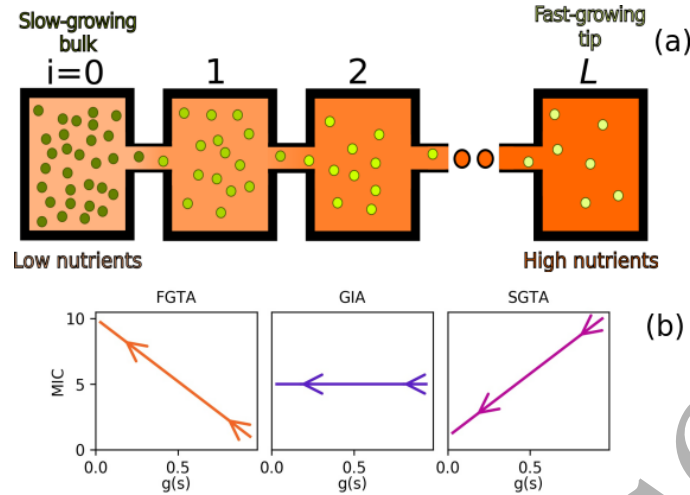 Slow-growing
bulk
Fast-growing
tip
(a)
i=0
1
2
L
Low nutrients
High nutrients
FGTA
GIA
SGTA
(b)
10
5
0
MIC
0.0
0.5
g(s)
0.0
0.5
g(s)
0.0
0.5
g(s)